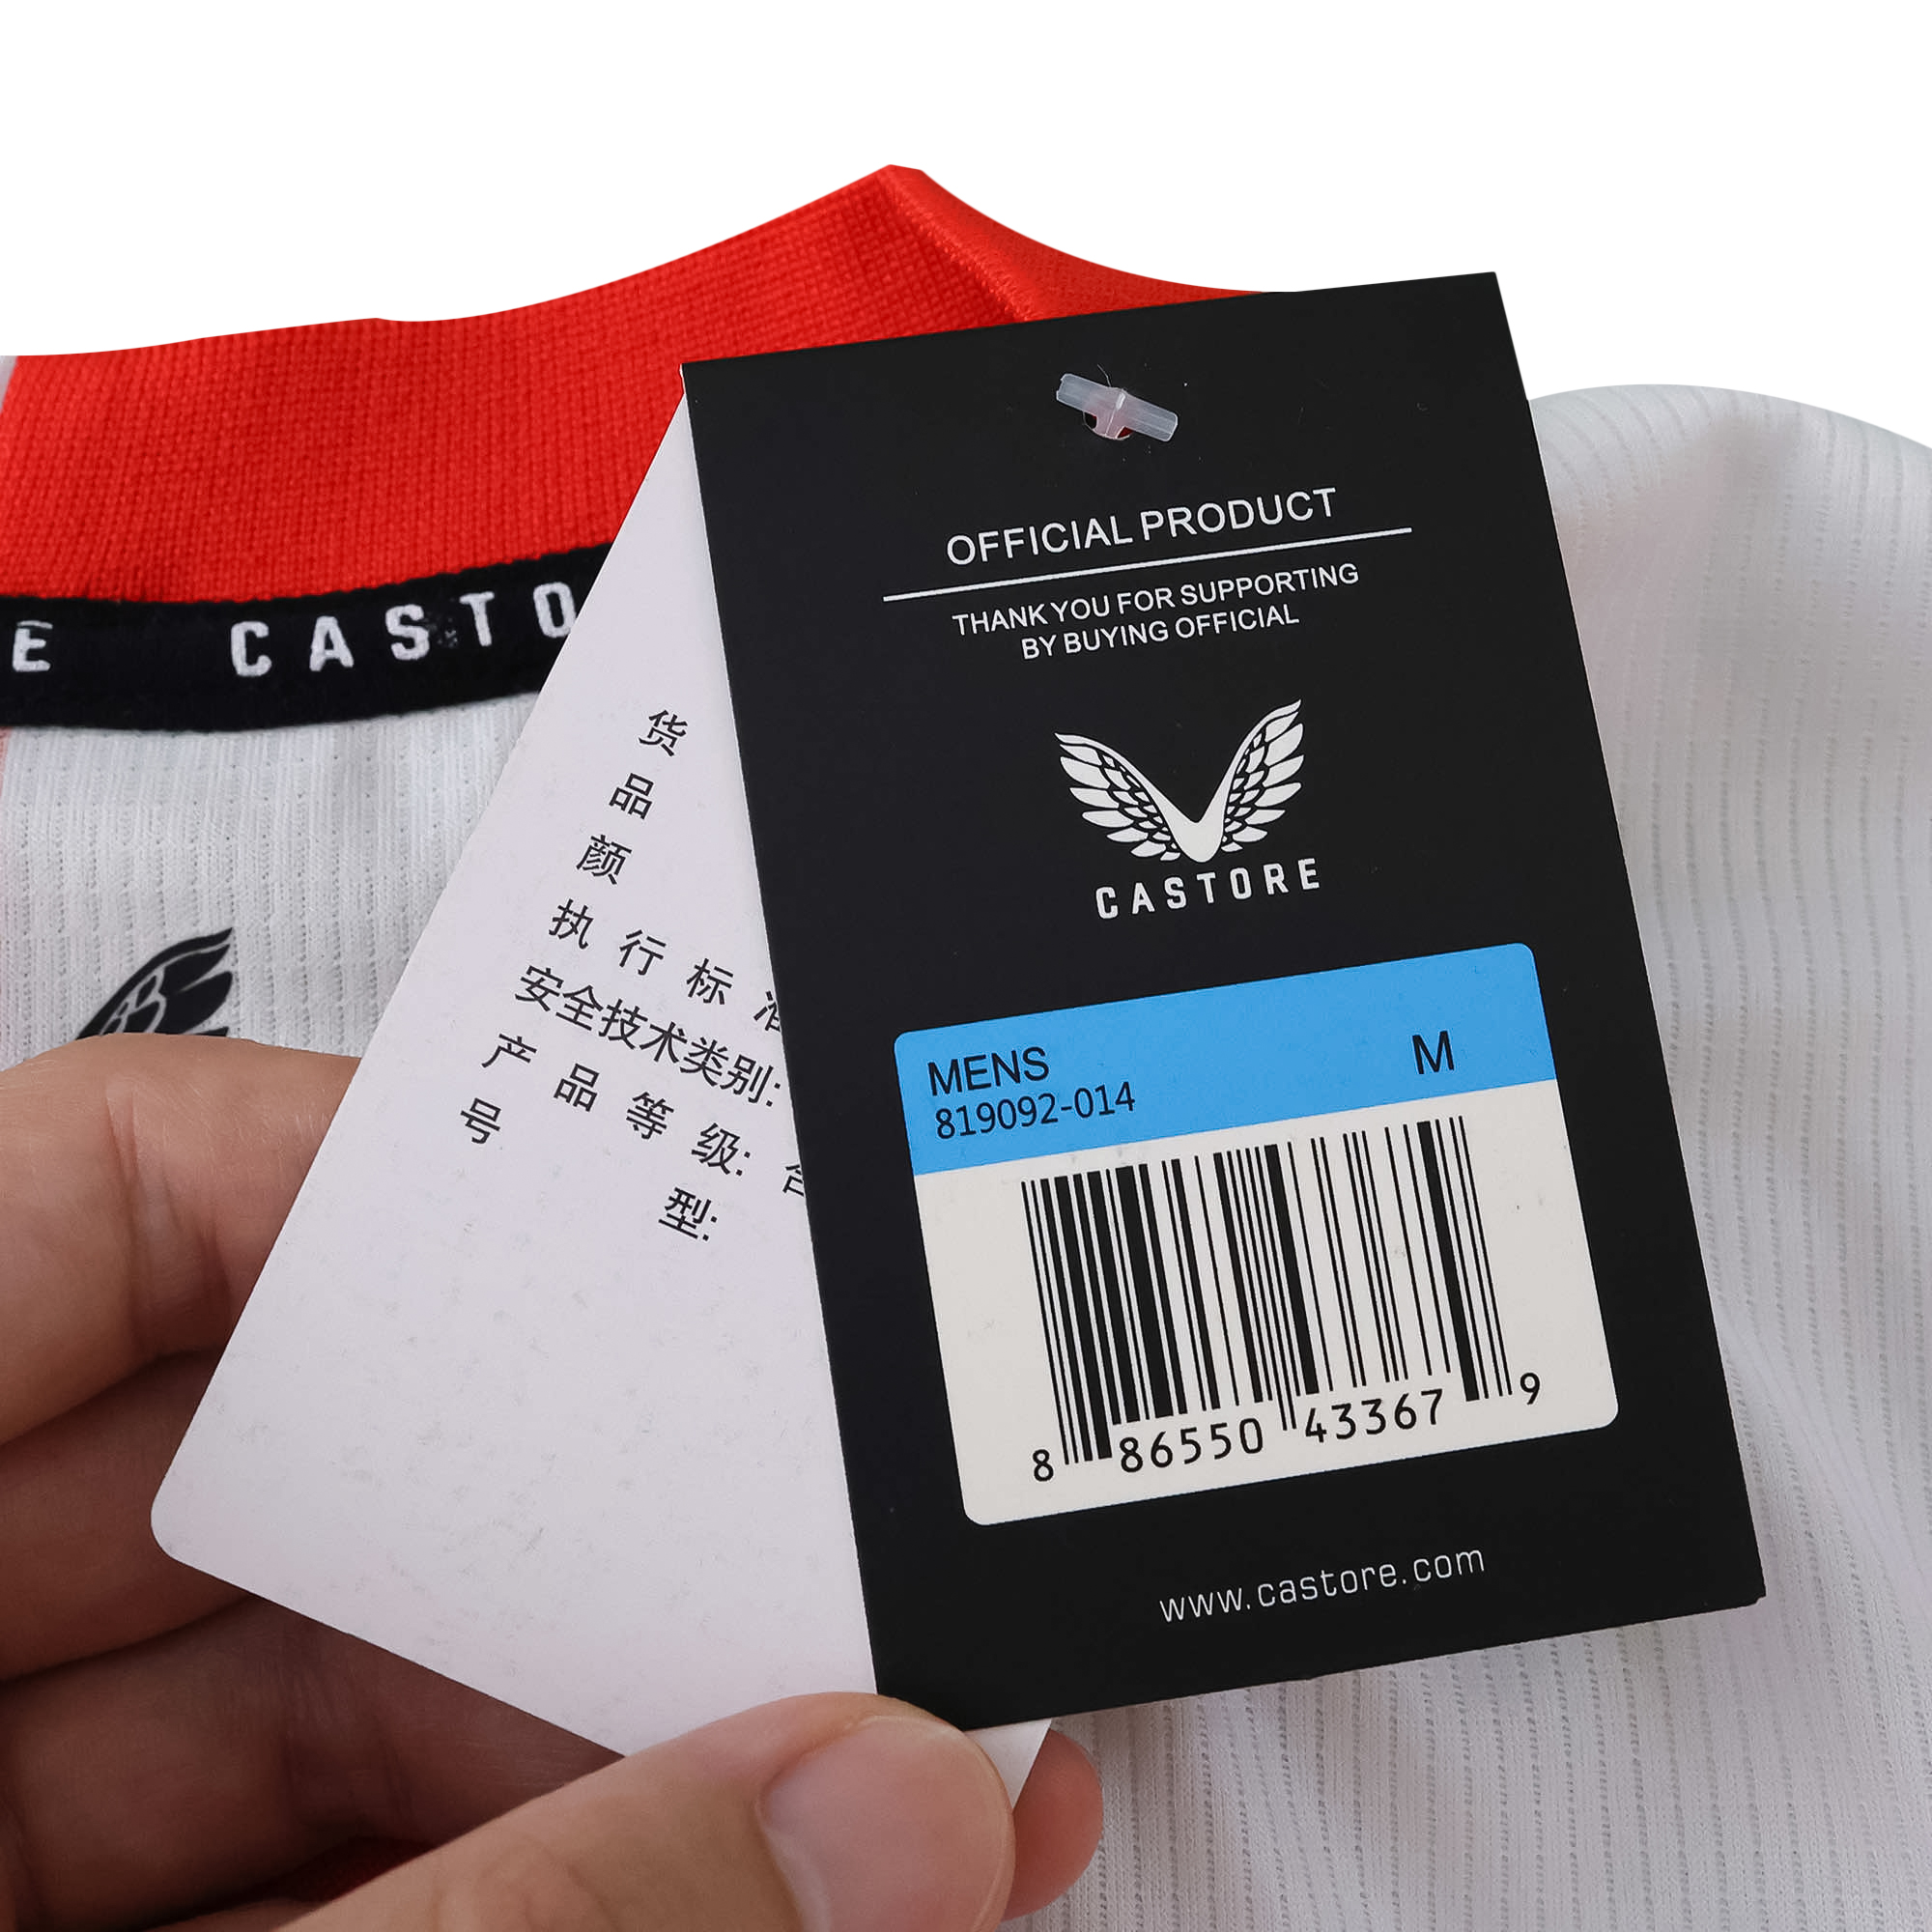 E CASTO
OFFICIAL PRODUCT
THANK YOU FOR SUPPORTING
BY BUYING OFFICIAL
CASTORE
MENS M
819092-014
8 86550 43367 9
www.castore.com
货
品
颜
执 行 标
安全技术类别:
产 品 等 级:
号
型: